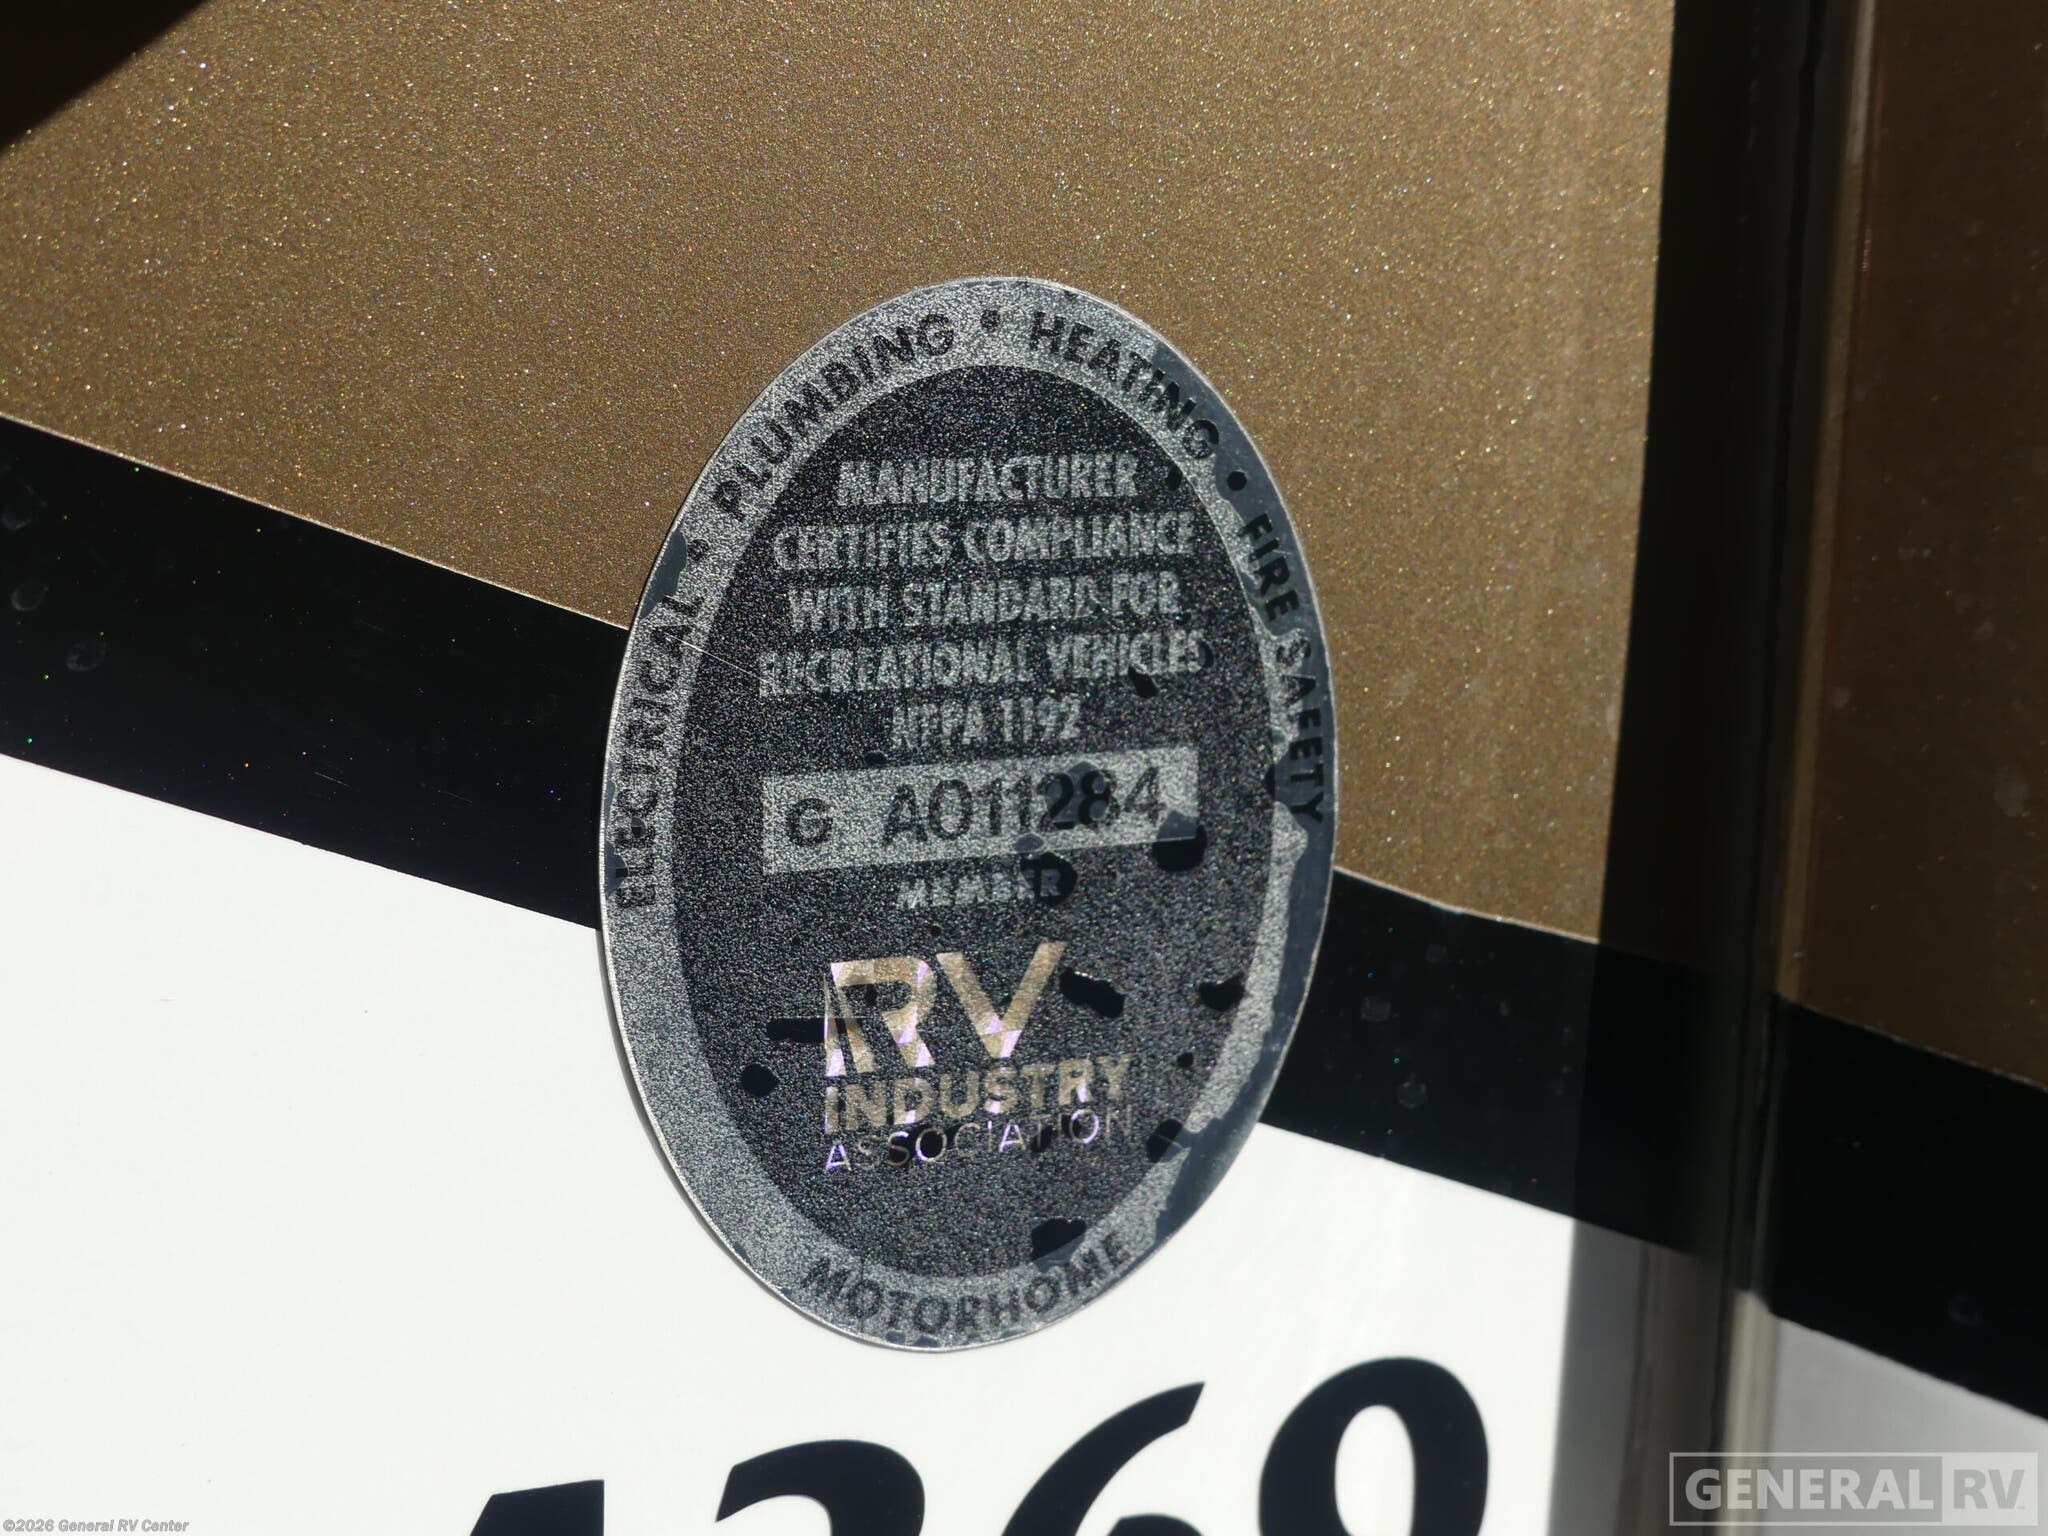 ELECTRICAL • PLUMBING • HEATING • FIRE SAFETY
MANUFACTURER
CERTIFIES COMPLIANCE
WITH STANDARD FOR
RECREATIONAL VEHICLES
NFPA 1192
G A011284
MEMBER
RV
INDUSTRY
ASSOCIATION
MOTORHOME
GENERAL RV
©2026 General RV Center